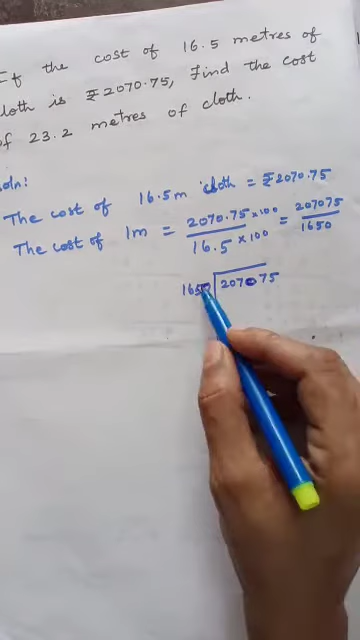 If the cost of 16.5 metres of
cloth is ₹2070.75, Find the cost
of 23.2 metres of cloth.
Soln:
The cost of 16.5m cloth = ₹2070.75
The cost of 1m = 2070.75 × 100 / 16.5 × 100 = 207075 / 1650
1650 207075